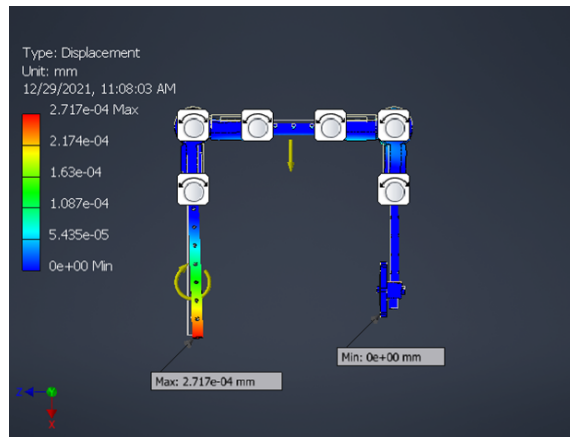 Type: Displacement
Unit: mm
12/29/2021, 11:08:03 AM
2.717e-04 Max
2.174e-04
1.63e-04
1.087e-04
5.435e-05
0e+00 Min
Min: 0e+00 mm
Max: 2.717e-04 mm
Z
Y
X